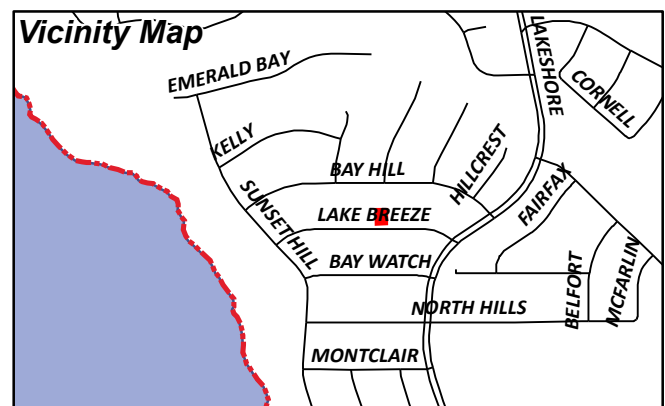 Vicinity Map
LAKESHORE
EMERALD BAY
CORNELL
KELLY
BAY HILL
HILLCREST
SUNSET HILL
LAKE BREEZE
FAIRFAX
BAY WATCH
BELFORT
MCFARLIN
NORTH HILLS
MONTCLAIR